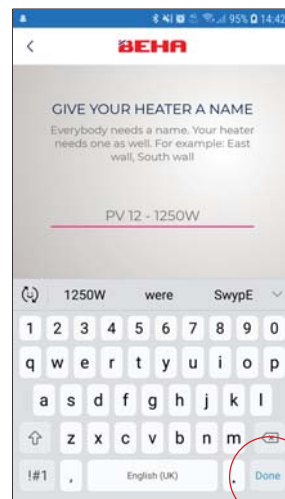 95% 14:42
BEHA
GIVE YOUR HEATER A NAME
Everybody needs a name. Your heater
needs one as well. For example: East
wall, South wall
PV 12 - 1250W
1250W were SwypE
1 2 3 4 5 6 7 8 9 0
q w e r t y u i o p
a s d f g h j k l
z x c v b n m
!#1 , English (UK) . Done